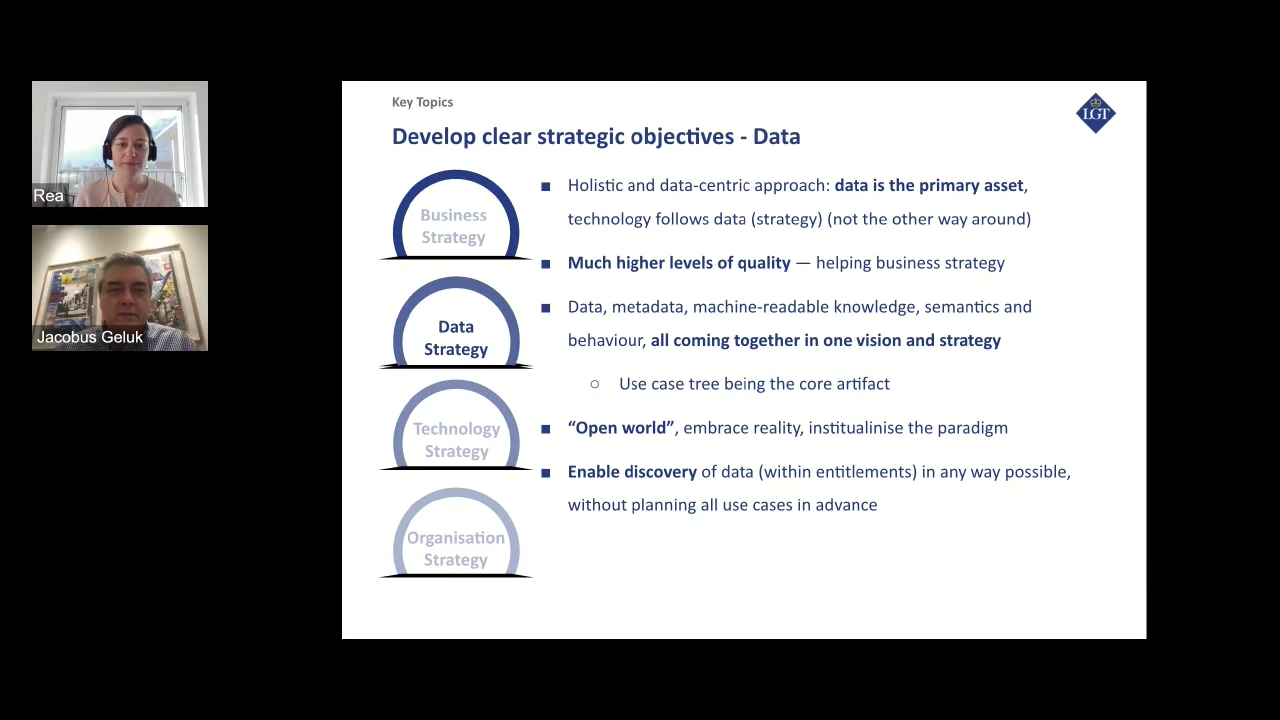 Rea
Jacobus Geluk
Key Topics
LGT
Develop clear strategic objectives - Data
Business
Strategy
Data
Strategy
Technology
Strategy
Organisation
Strategy
■ Holistic and data-centric approach: data is the primary asset,
technology follows data (strategy) (not the other way around)
■ Much higher levels of quality — helping business strategy
■ Data, metadata, machine-readable knowledge, semantics and
behaviour, all coming together in one vision and strategy
○ Use case tree being the core artifact
■ “Open world”, embrace reality, institualinise the paradigm
■ Enable discovery of data (within entitlements) in any way possible,
without planning all use cases in advance